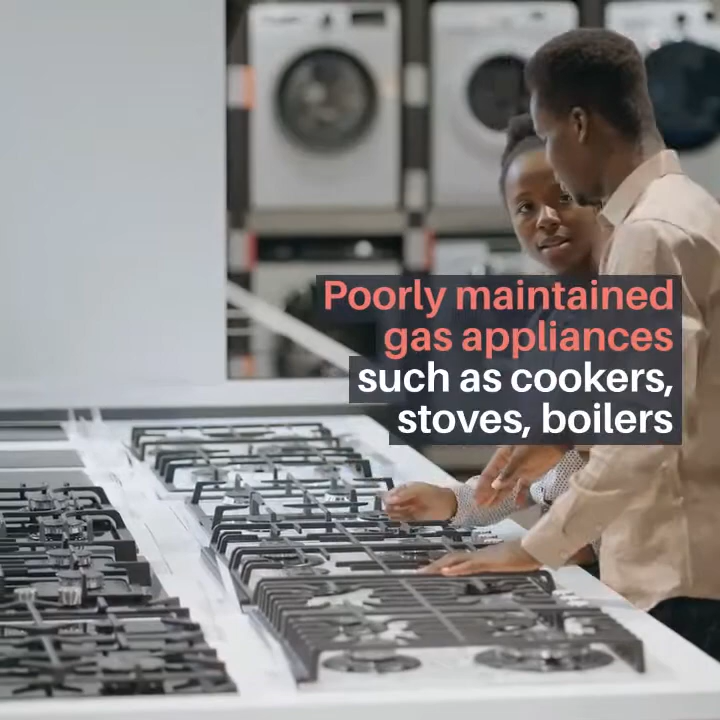 Poorly maintained
gas appliances
such as cookers,
stoves, boilers